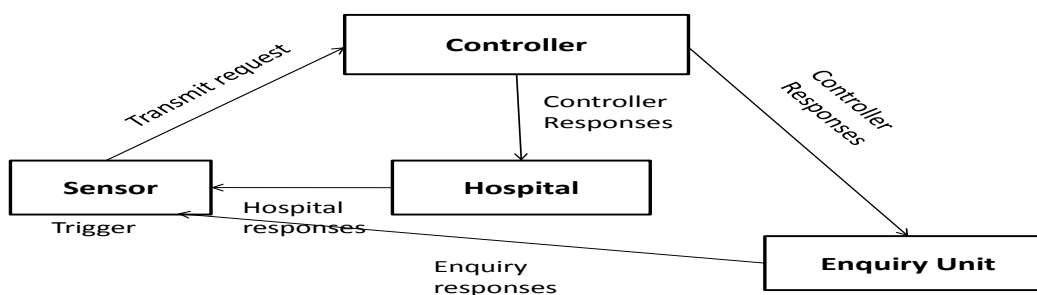 Controller
Transmit request
Controller
Responses
Controller
Responses
Sensor
Hospital
Trigger
Hospital
responses
Enquiry Unit
Enquiry
responses